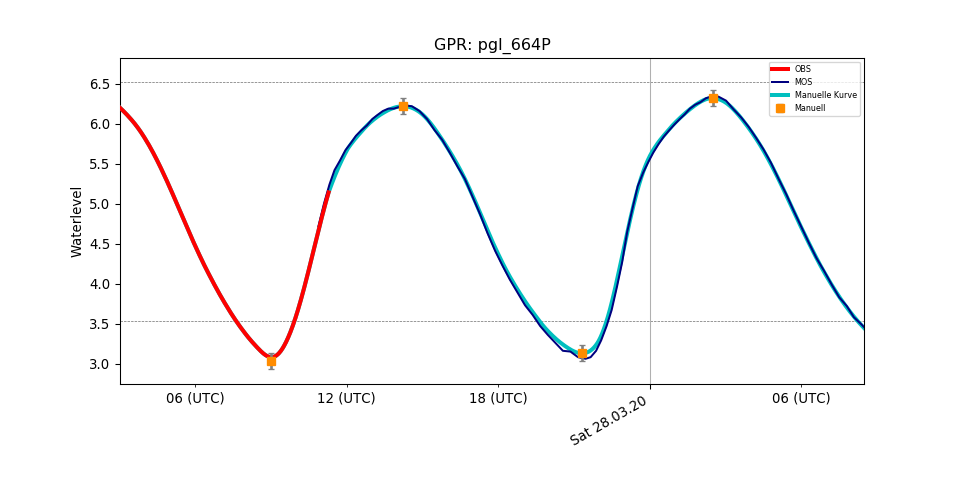 GPR: pgl_664P
OBS
MOS
Manuelle Kurve
Manuell
Waterlevel
6.5
6.0
5.5
5.0
4.5
4.0
3.5
3.0
06 (UTC)
12 (UTC)
18 (UTC)
Sat 28.03.20
06 (UTC)